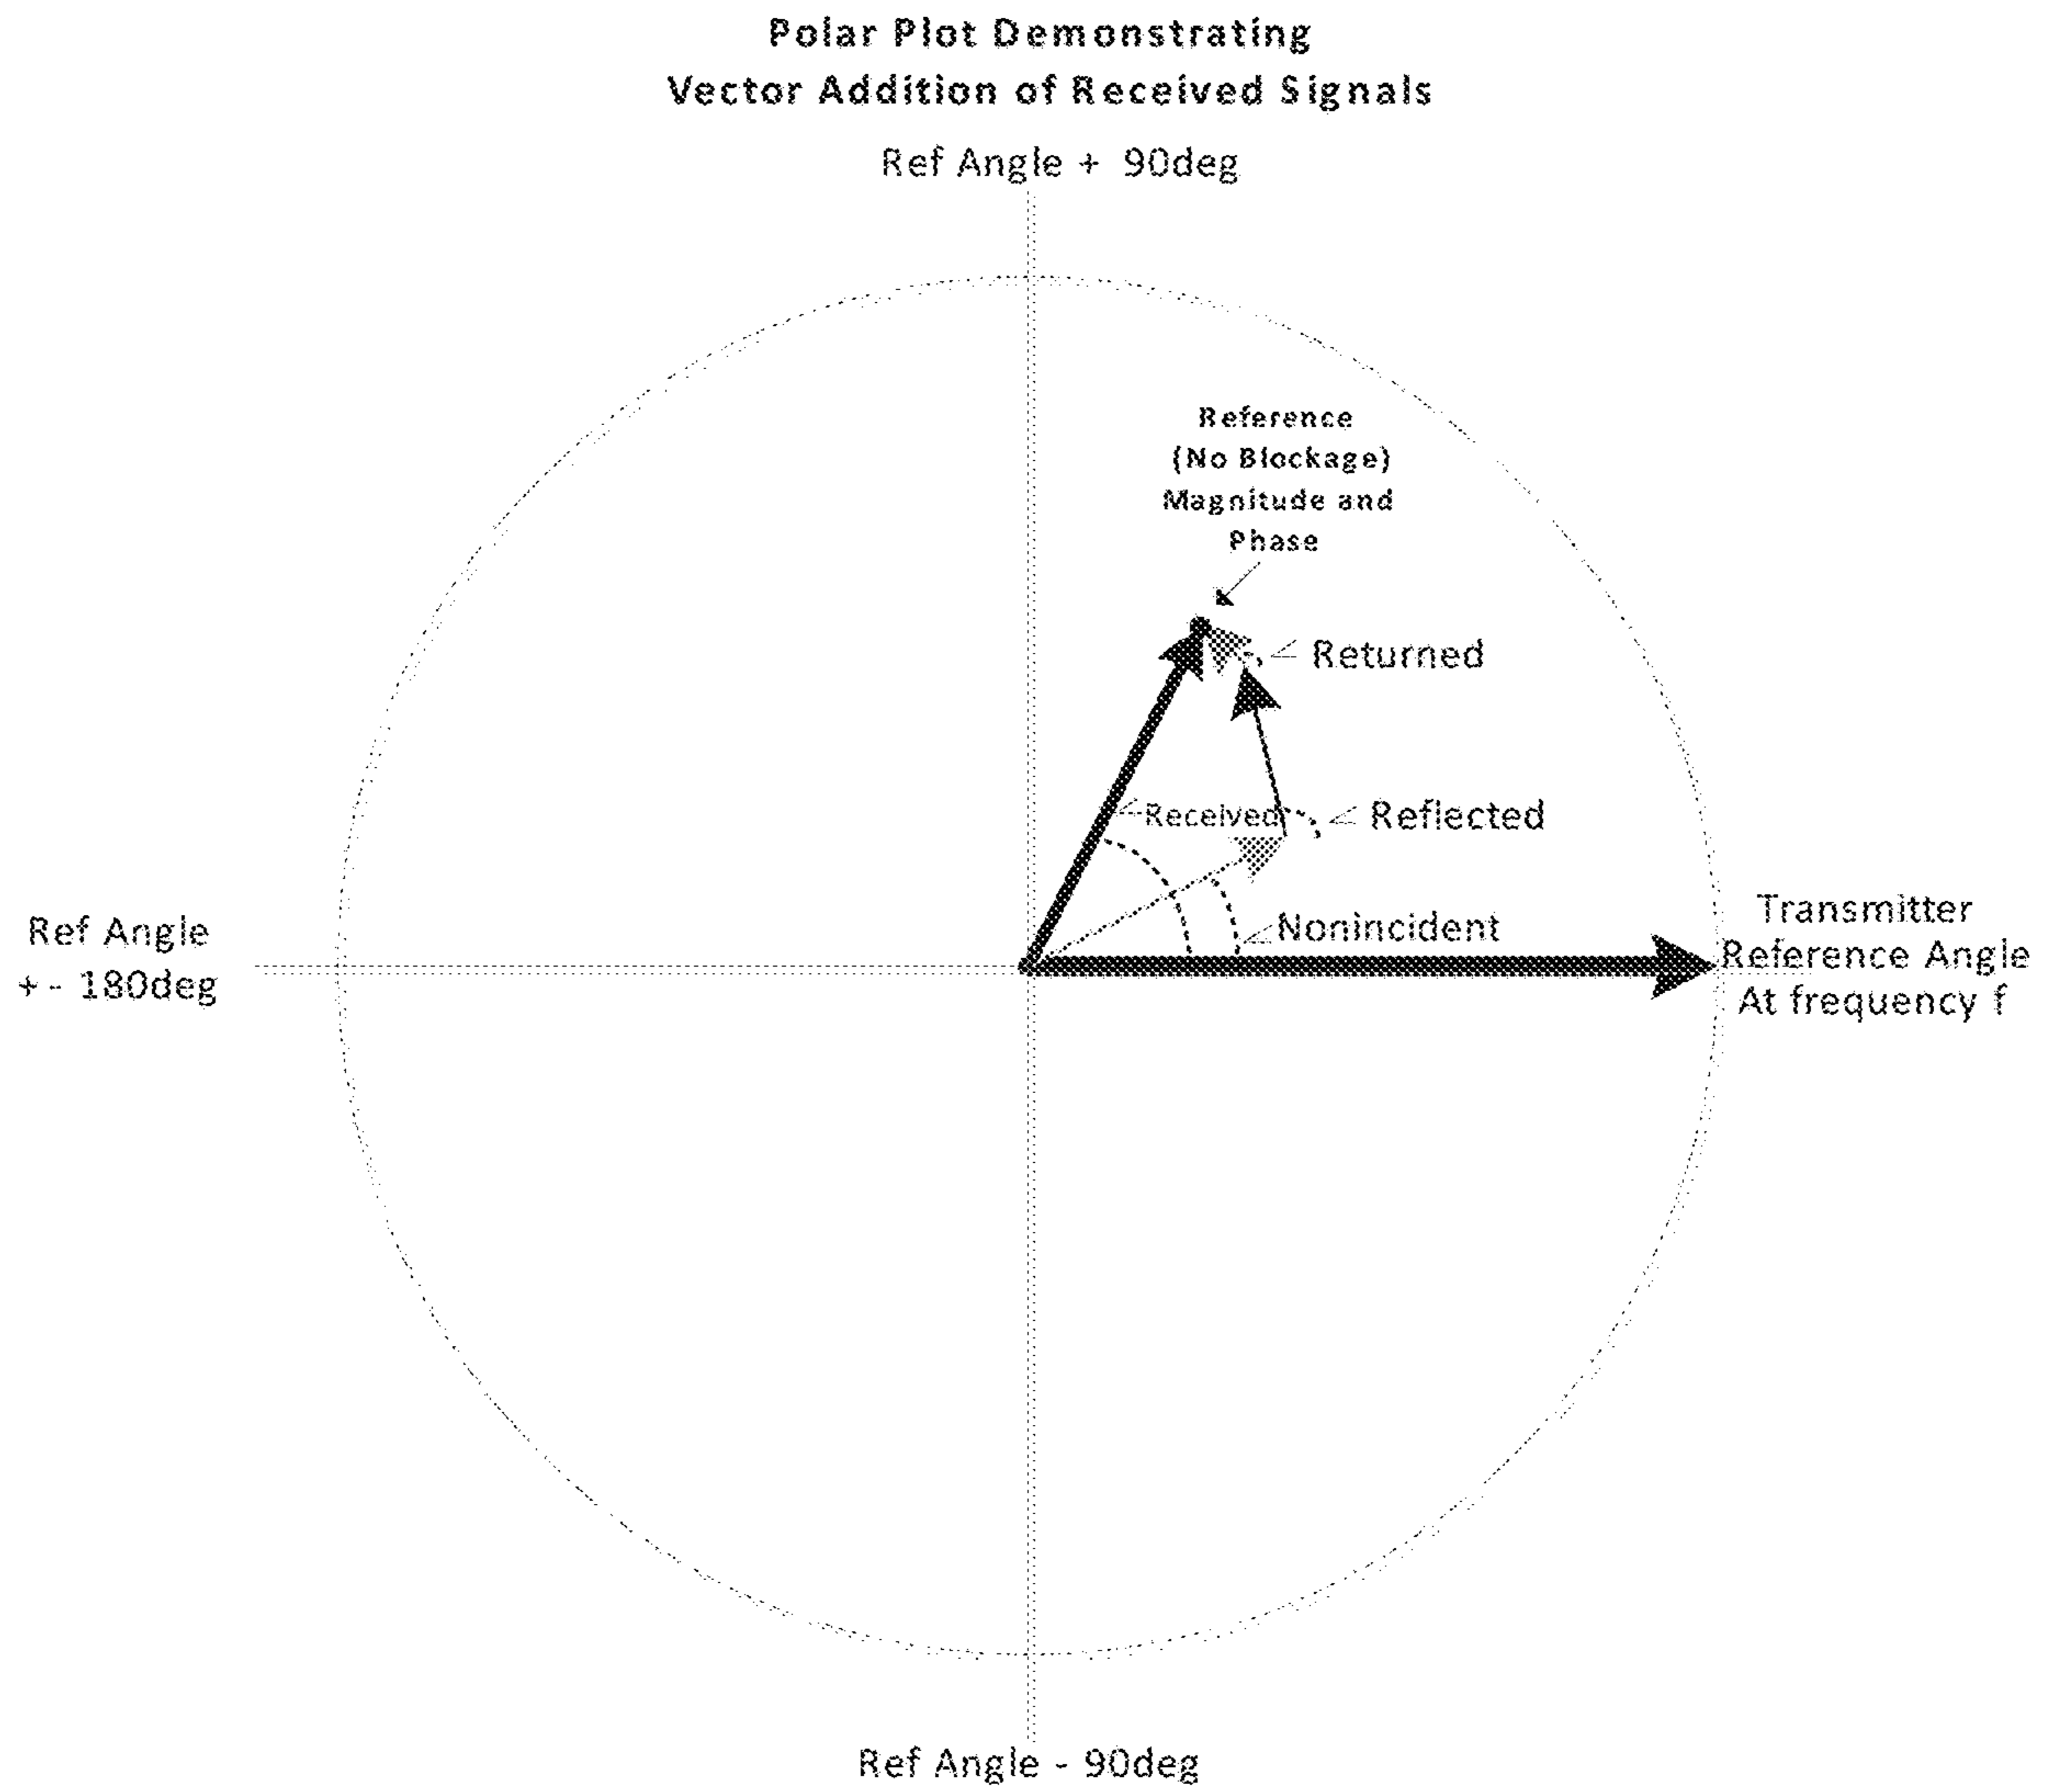 Polar Plot Demonstrating
Vector Addition of Received Signals
Ref Angle + 90deg
Reference
(No Blockage)
Magnitude and
Phase
∠ Returned
∠Received
∠ Reflected
∠Nonincident
Ref Angle
+- 180deg
Transmitter
Reference Angle
At frequency f
Ref Angle - 90deg